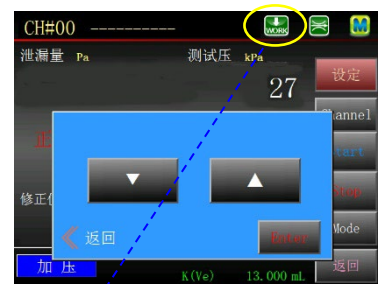 CH#00 ---------- WORK M
泄漏量 Pa 测试压 kPa
27
设定
Channel
Start
Stop
Mode
返回
修正
▼ ▲
返回 Enter
加压 K(Ve) 13.000 mL